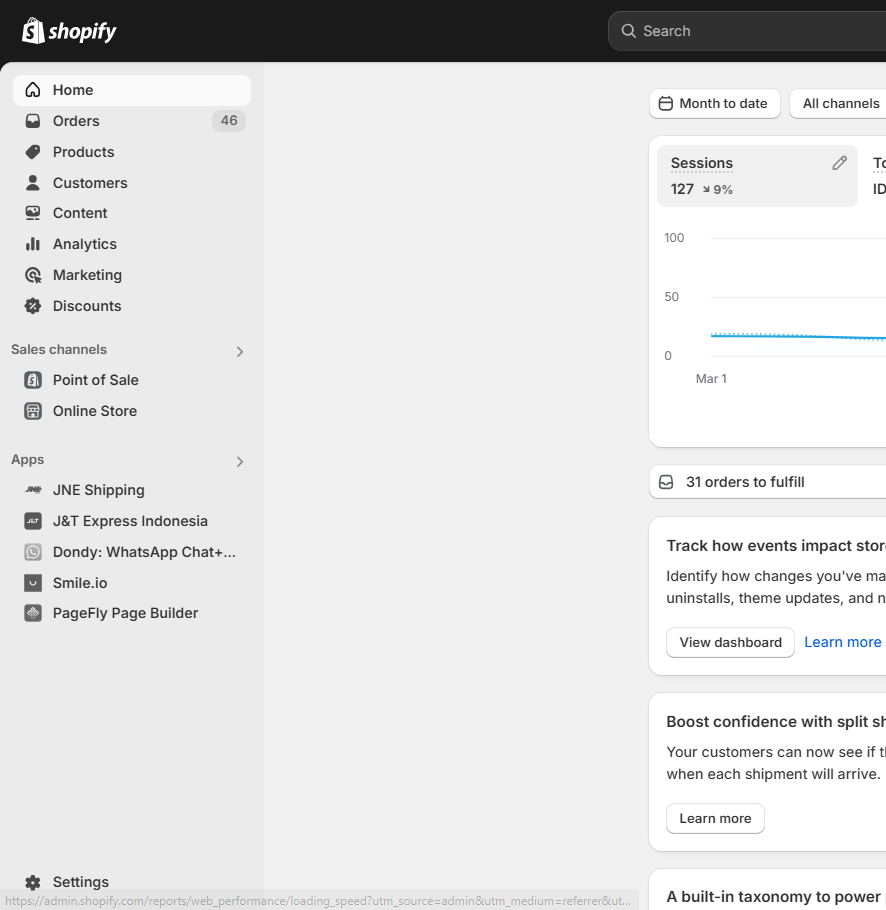 shopify
Search
Home
Orders 46
Products
Customers
Content
Analytics
Marketing
Discounts
Sales channels
Point of Sale
Online Store
Apps
JNE Shipping
J&T Express Indonesia
Dondy: WhatsApp Chat+...
Smile.io
PageFly Page Builder
Settings
Month to date
All channels
Sessions
127 9%
To
ID
100
50
0
Mar 1
31 orders to fulfill
Track how events impact stor
Identify how changes you've ma
uninstalls, theme updates, and n
View dashboard Learn more
Boost confidence with split sh
Your customers can now see if th
when each shipment will arrive.
Learn more
A built-in taxonomy to power
https://admin.shopify.com/reports/web_performance/loading_speed?utm_source=admin&utm_medium=referrer&ut...